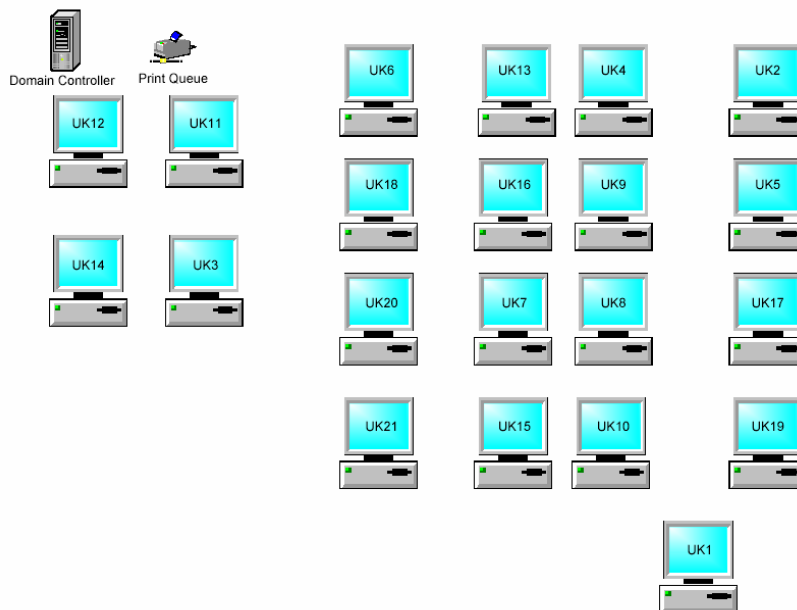 Domain Controller
Print Queue
UK6
UK13
UK4
UK2
UK12
UK11
UK18
UK16
UK9
UK5
UK14
UK3
UK20
UK7
UK8
UK17
UK21
UK15
UK10
UK19
UK1